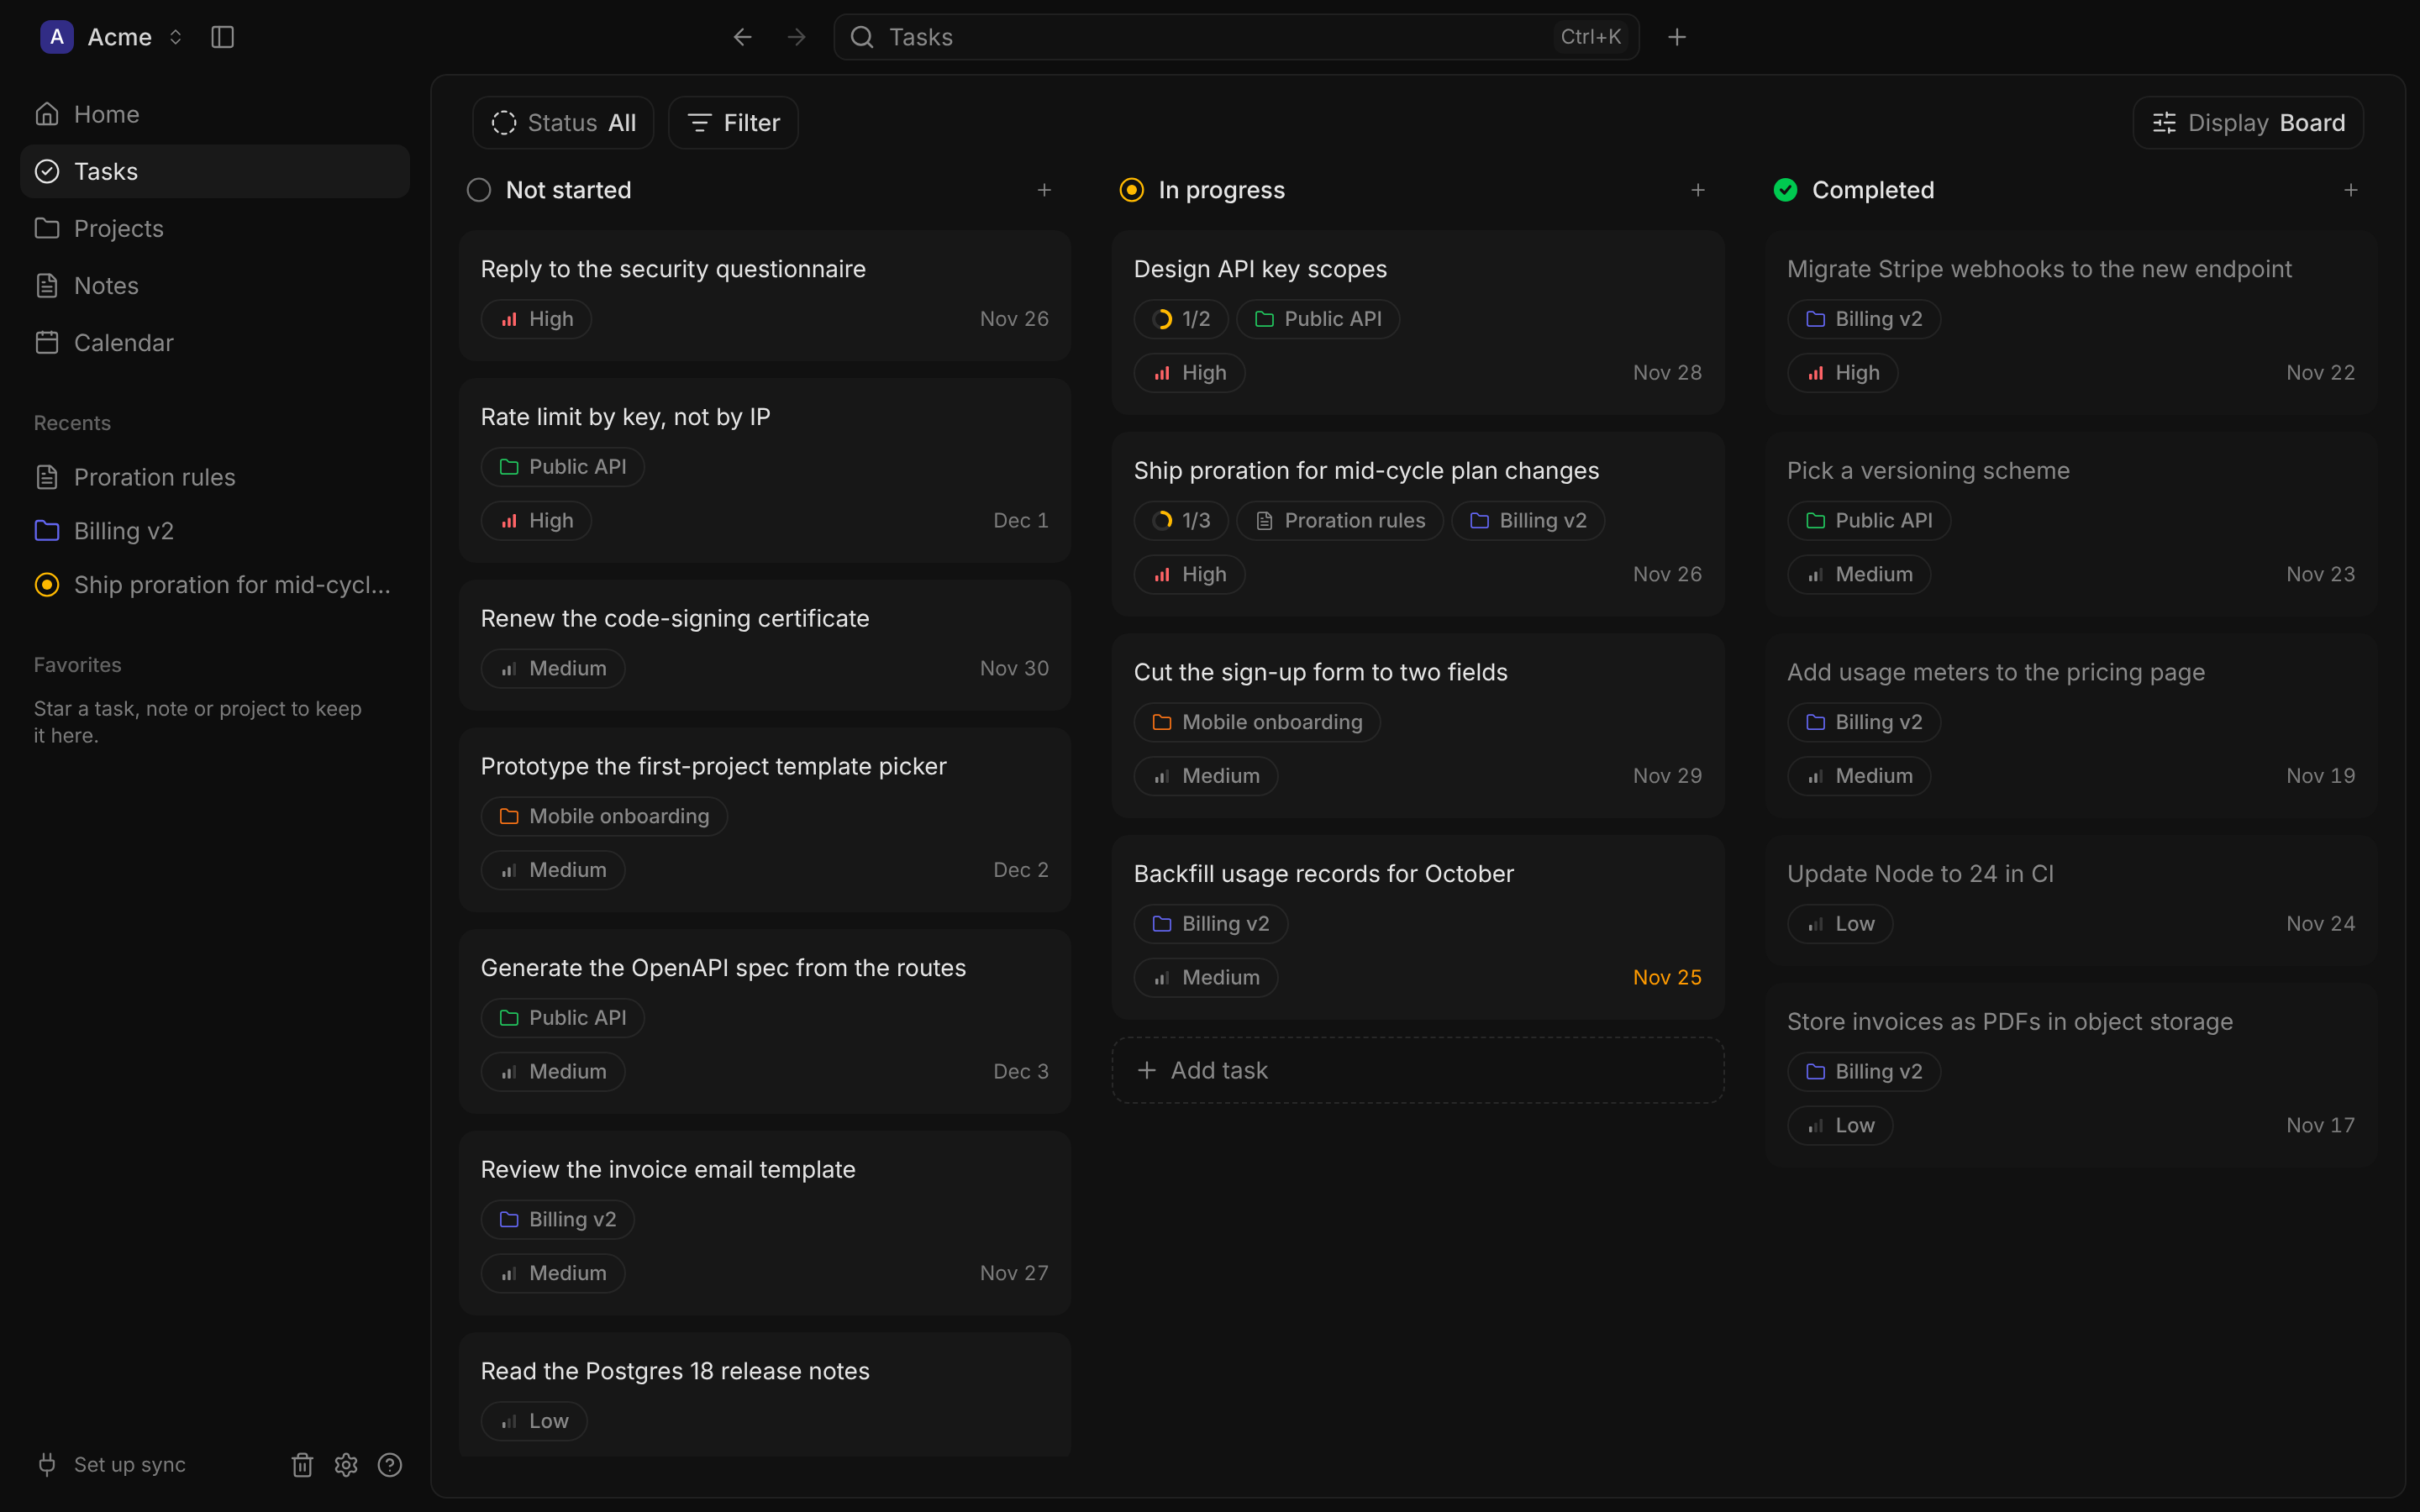 A Acme
Tasks Ctrl+K
Home
Tasks
Projects
Notes
Calendar
Recents
Proration rules
Billing v2
Ship proration for mid-cycl...
Favorites
Star a task, note or project to keep
it here.
Set up sync
Status All
Filter
Display Board
Not started
Reply to the security questionnaire
High Nov 26
Rate limit by key, not by IP
Public API
High Dec 1
Renew the code-signing certificate
Medium Nov 30
Prototype the first-project template picker
Mobile onboarding
Medium Dec 2
Generate the OpenAPI spec from the routes
Public API
Medium Dec 3
Review the invoice email template
Billing v2
Medium Nov 27
Read the Postgres 18 release notes
Low
In progress
Design API key scopes
1/2 Public API
High Nov 28
Ship proration for mid-cycle plan changes
1/3 Proration rules Billing v2
High Nov 26
Cut the sign-up form to two fields
Mobile onboarding
Medium Nov 29
Backfill usage records for October
Billing v2
Medium Nov 25
Add task
Completed
Migrate Stripe webhooks to the new endpoint
Billing v2
High Nov 22
Pick a versioning scheme
Public API
Medium Nov 23
Add usage meters to the pricing page
Billing v2
Medium Nov 19
Update Node to 24 in CI
Low Nov 24
Store invoices as PDFs in object storage
Billing v2
Low Nov 17